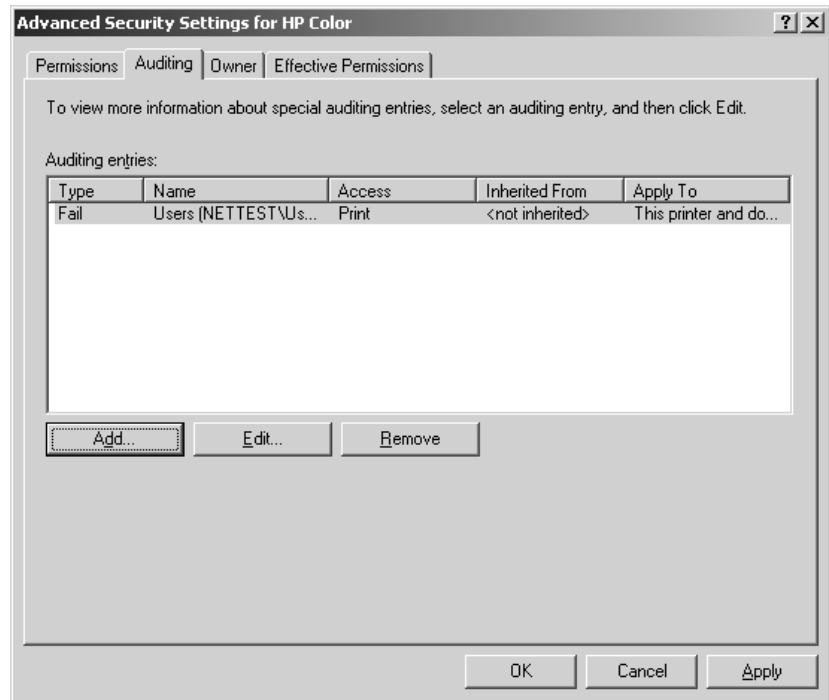 Advanced Security Settings for HP Color
Permissions Auditing Owner Effective Permissions
To view more information about special auditing entries, select an auditing entry, and then click Edit.
Auditing entries:
Type Name Access Inherited From Apply To
Fail Users (NETTEST\Us... Print <not inherited> This printer and do...
Add... Edit... Remove
OK Cancel Apply